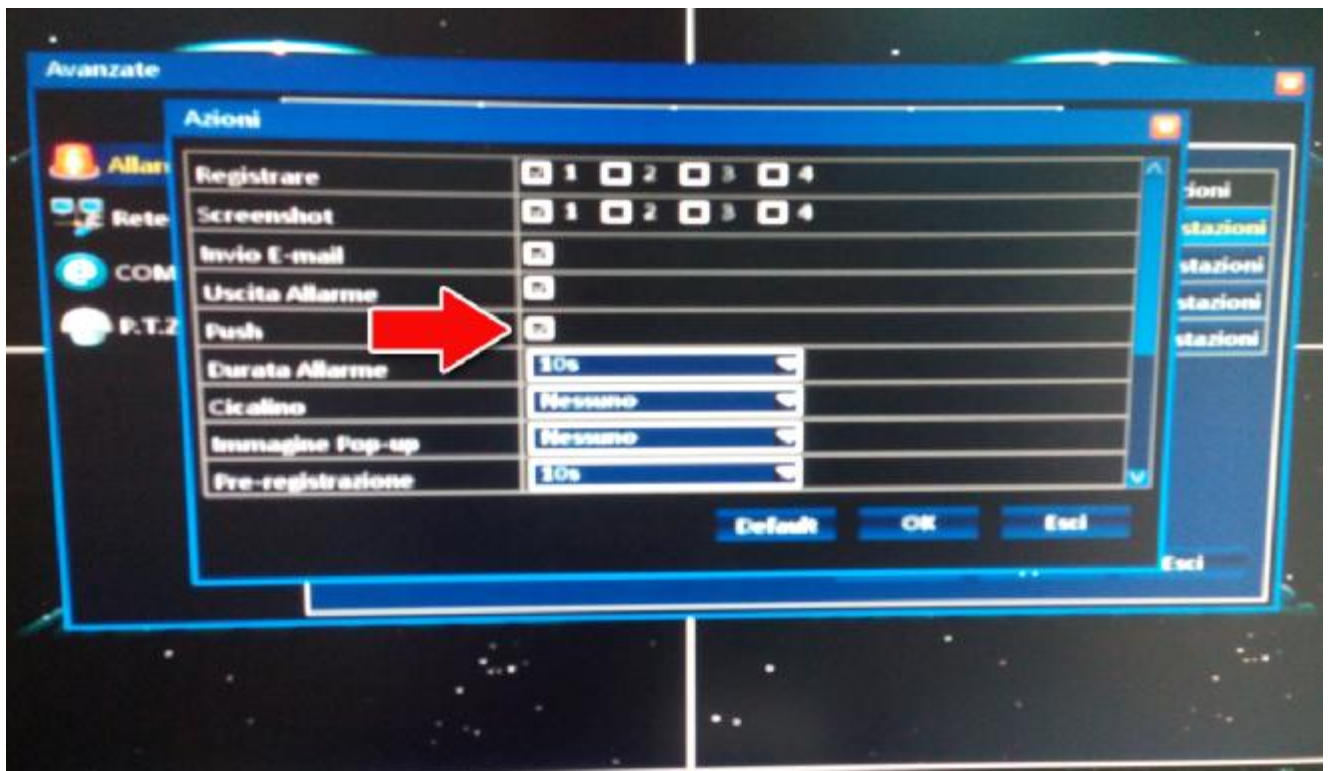 Avanzate
Azioni
Allar
Registrare 1 2 3 4
zioni
Rete
Screenshot 1 2 3 4
stazioni
Invio E-mail
stazioni
COM
Uscita Allarme
stazioni
P.T.Z
Push
stazioni
Durata Allarme 10s
Cicalino Nessuno
Immagine Pop-up Nessuno
Pre-registrazione 10s
Default OK Esci
Esci